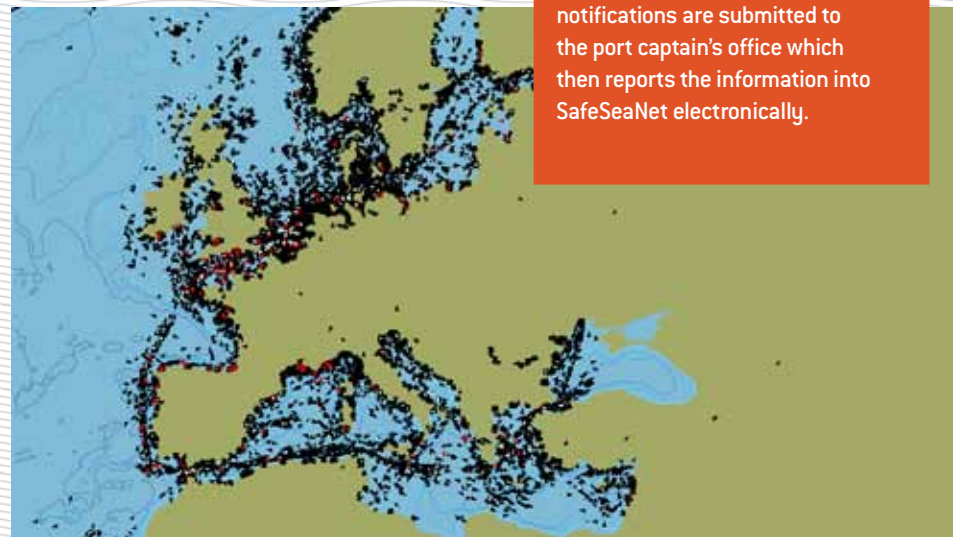 notifications are submitted to
the port captain's office which
then reports the information into
SafeSeaNet electronically.